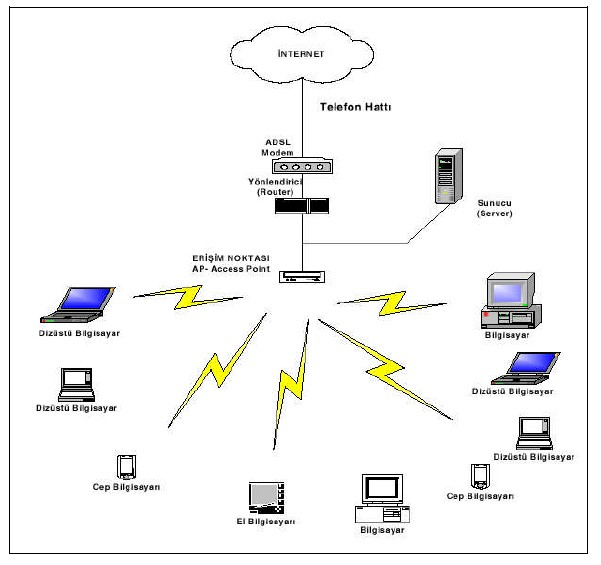 İNTERNET
Telefon Hattı
ADSL
Modem
Yönlendirici
(Router)
Sunucu
(Server)
ERİŞİM NOKTASI
AP- Access Point
Dizüstü Bilgisayar
Bilgisayar
Dizüstü Bilgisayar
Dizüstü Bilgisayar
Dizüstü Bilgisayar
Cep Bilgisayarı
Cep Bilgisayarı
El Bilgisayarı
Bilgisayar